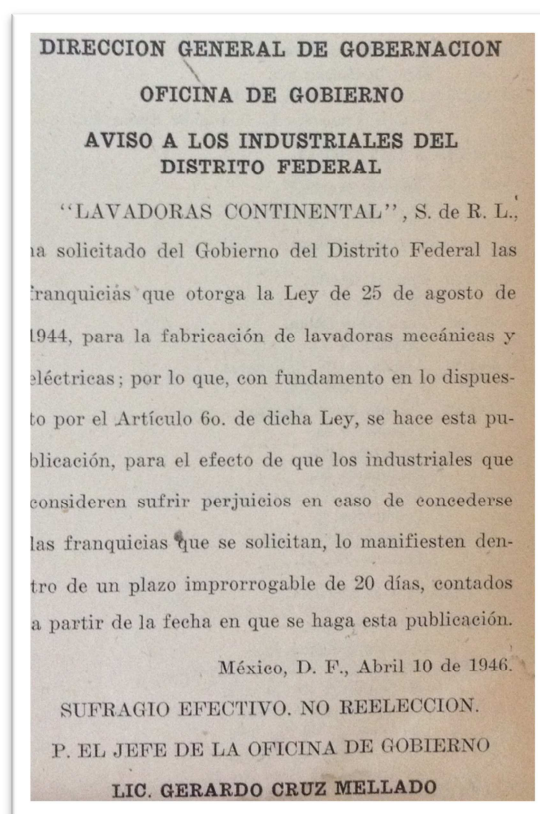 DIRECCION GENERAL DE GOBERNACION
OFICINA DE GOBIERNO
AVISO A LOS INDUSTRIALES DEL
DISTRITO FEDERAL
“LAVADORAS CONTINENTAL”, S. de R. L.,
ha solicitado del Gobierno del Distrito Federal las
franquicias que otorga la Ley de 25 de agosto de
1944, para la fabricación de lavadoras mecánicas y
eléctricas; por lo que, con fundamento en lo dispues-
to por el Artículo 6o. de dicha Ley, se hace esta pu-
blicación, para el efecto de que los industriales que
consideren sufrir perjuicios en caso de concederse
las franquicias que se solicitan, lo manifiesten den-
tro de un plazo improrrogable de 20 días, contados
a partir de la fecha en que se haga esta publicación.
México, D. F., Abril 10 de 1946.
SUFRAGIO EFECTIVO. NO REELECCION.
P. EL JEFE DE LA OFICINA DE GOBIERNO
LIC. GERARDO CRUZ MELLADO